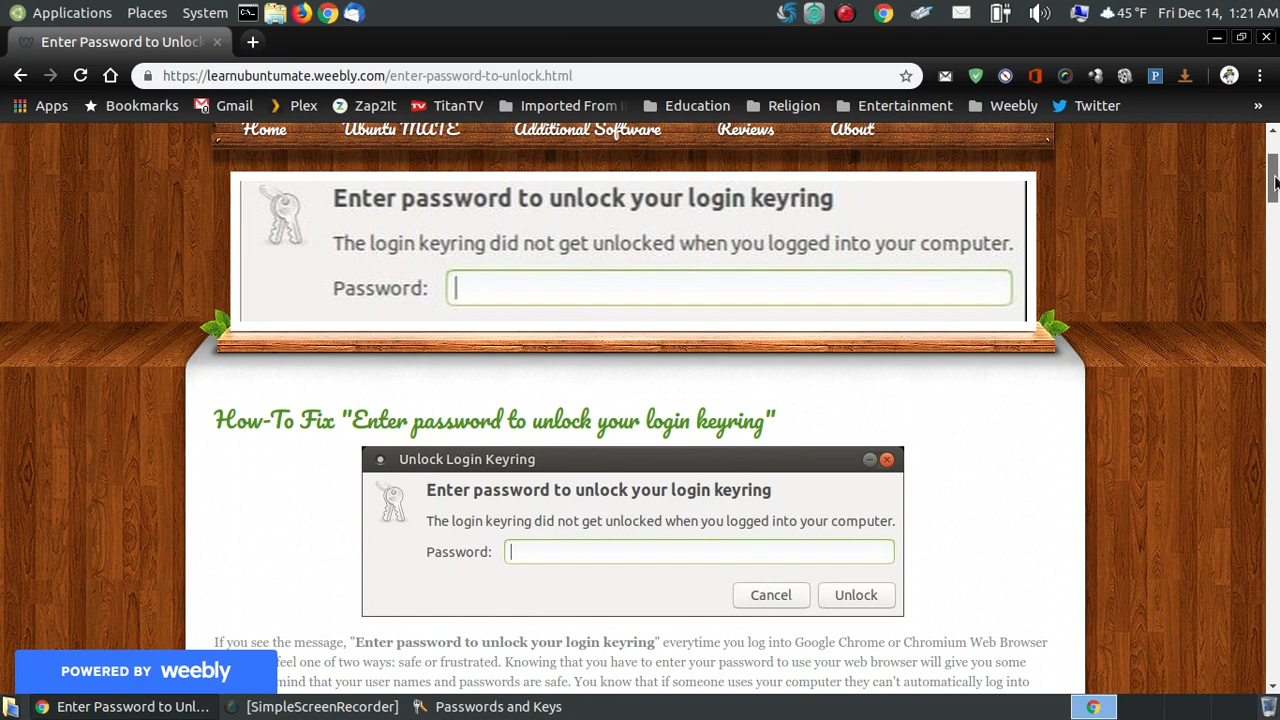 Applications Places System 45 °F Fri Dec 14, 1:21 AM
Enter Password to Unlock
https://learnubuntumate.weebly.com/enter-password-to-unlock.html
Apps Bookmarks Gmail Plex Zap2It TitanTV Imported From Education Religion Entertainment Weebly Twitter »
Home Ubuntu MATE Additional Software Reviews About
Enter password to unlock your login keyring
The login keyring did not get unlocked when you logged into your computer.
Password:
How-To Fix "Enter password to unlock your login keyring"
Unlock Login Keyring
Enter password to unlock your login keyring
The login keyring did not get unlocked when you logged into your computer.
Password:
Cancel Unlock
If you see the message, "Enter password to unlock your login keyring" everytime you log into Google Chrome or Chromium Web Browser
feel one of two ways: safe or frustrated. Knowing that you have to enter your password to use your web browser will give you some
mind that your user names and passwords are safe. You know that if someone uses your computer they can't automatically log into
POWERED BY weebly
Enter Password to Unl... [SimpleScreenRecorder] Passwords and Keys